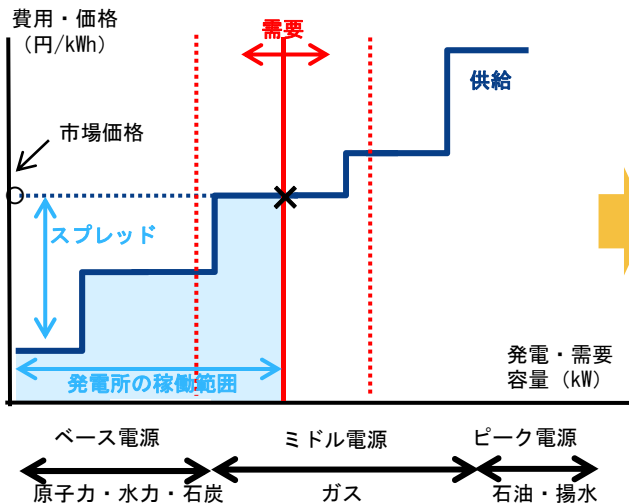 費用・価格
（円/kWh）
需要
供給
市場価格
スプレッド
発電所の稼働範囲
発電・需要
容量（kW）
ベース電源
ミドル電源
ピーク電源
原子力・水力・石炭
ガス
石油・揚水